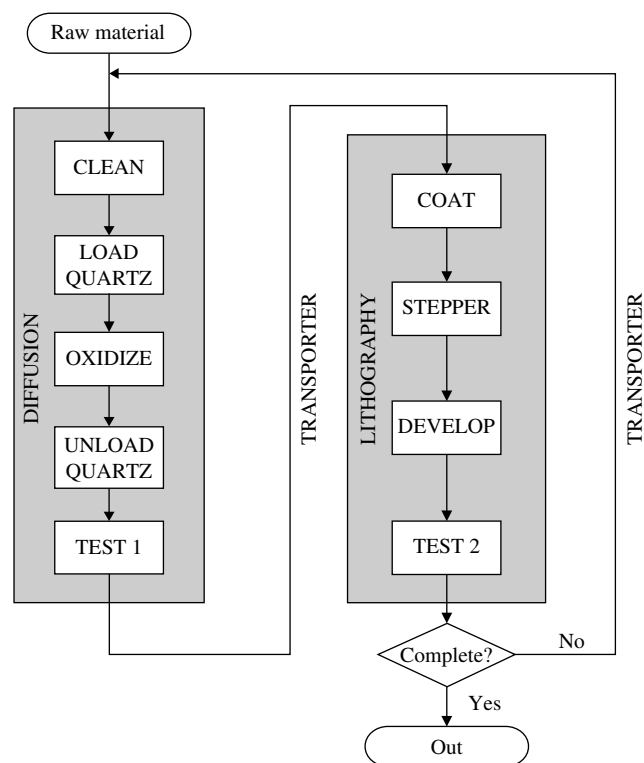 Raw material
DIFFUSION
CLEAN
LOAD
QUARTZ
OXIDIZE
UNLOAD
QUARTZ
TEST 1
TRANSPORTER
LITHOGRAPHY
COAT
STEPPER
DEVELOP
TEST 2
Complete?
No
Yes
Out
TRANSPORTER